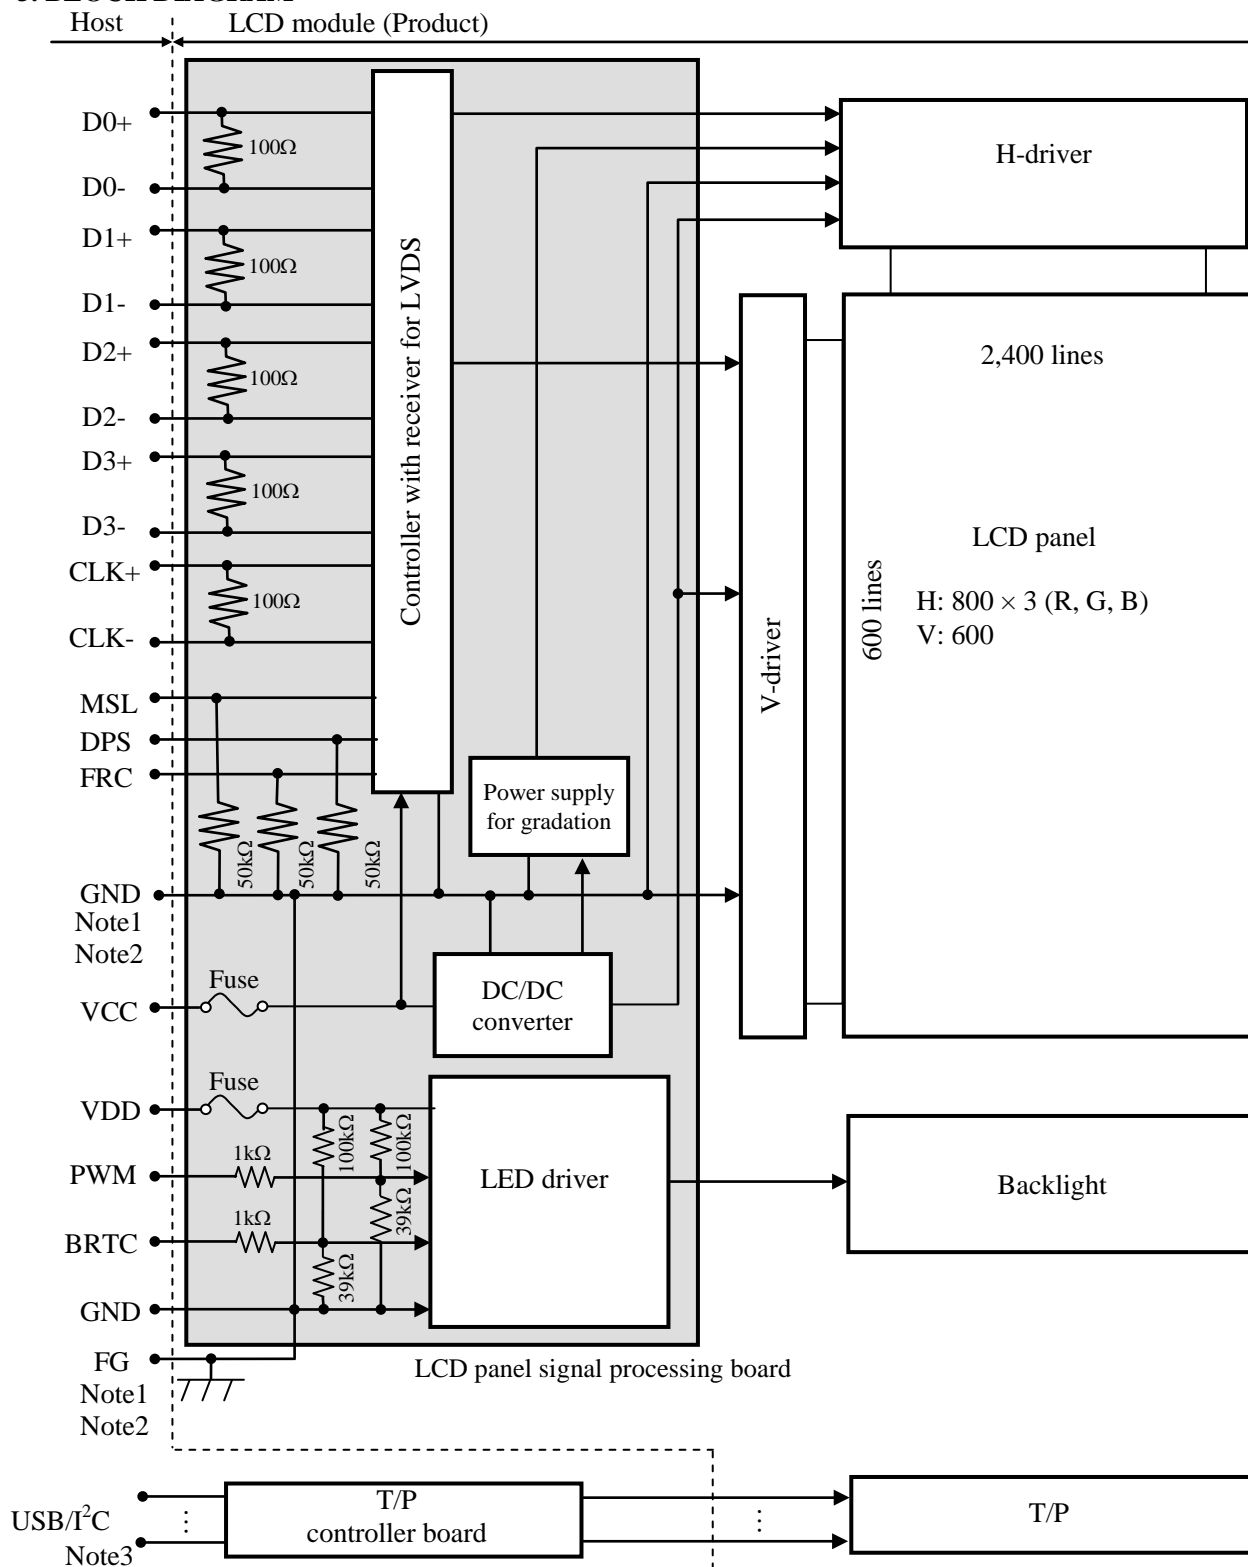 Host
LCD module (Product)
D0+
100Ω
D0-
D1+
100Ω
D1-
D2+
100Ω
D2-
D3+
100Ω
D3-
CLK+
100Ω
CLK-
MSL
DPS
FRC
50kΩ
50kΩ
50kΩ
GND
Note1
Note2
Controller with receiver for LVDS
Power supply
for gradation
H-driver
V-driver
2,400 lines
600 lines
LCD panel
H: 800 × 3 (R, G, B)
V: 600
VCC
Fuse
DC/DC
converter
VDD
Fuse
100kΩ
100kΩ
PWM
1kΩ
39kΩ
BRTC
1kΩ
39kΩ
GND
LED driver
Backlight
FG
Note1
Note2
LCD panel signal processing board
USB/I²C
Note3
⋮
T/P
controller board
⋮
T/P